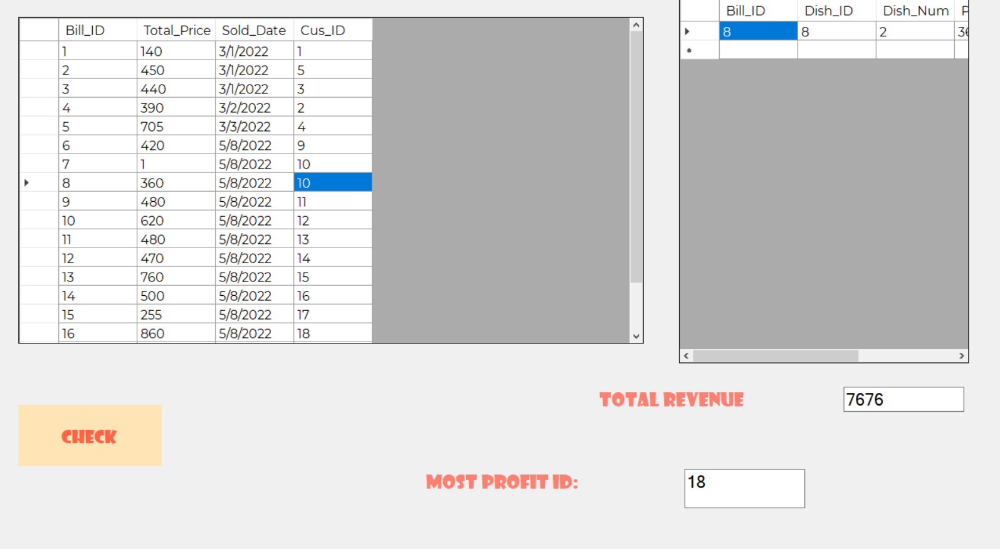 Bill_ID Total_Price Sold_Date Cus_ID
1 140 3/1/2022 1
2 450 3/1/2022 5
3 440 3/1/2022 3
4 390 3/2/2022 2
5 705 3/3/2022 4
6 420 5/8/2022 9
7 1 5/8/2022 10
8 360 5/8/2022 10
9 480 5/8/2022 11
10 620 5/8/2022 12
11 480 5/8/2022 13
12 470 5/8/2022 14
13 760 5/8/2022 15
14 500 5/8/2022 16
15 255 5/8/2022 17
16 860 5/8/2022 18
Bill_ID Dish_ID Dish_Num
8 8 2
TOTAL REVENUE 7676
CHECK
MOST PROFIT ID: 18